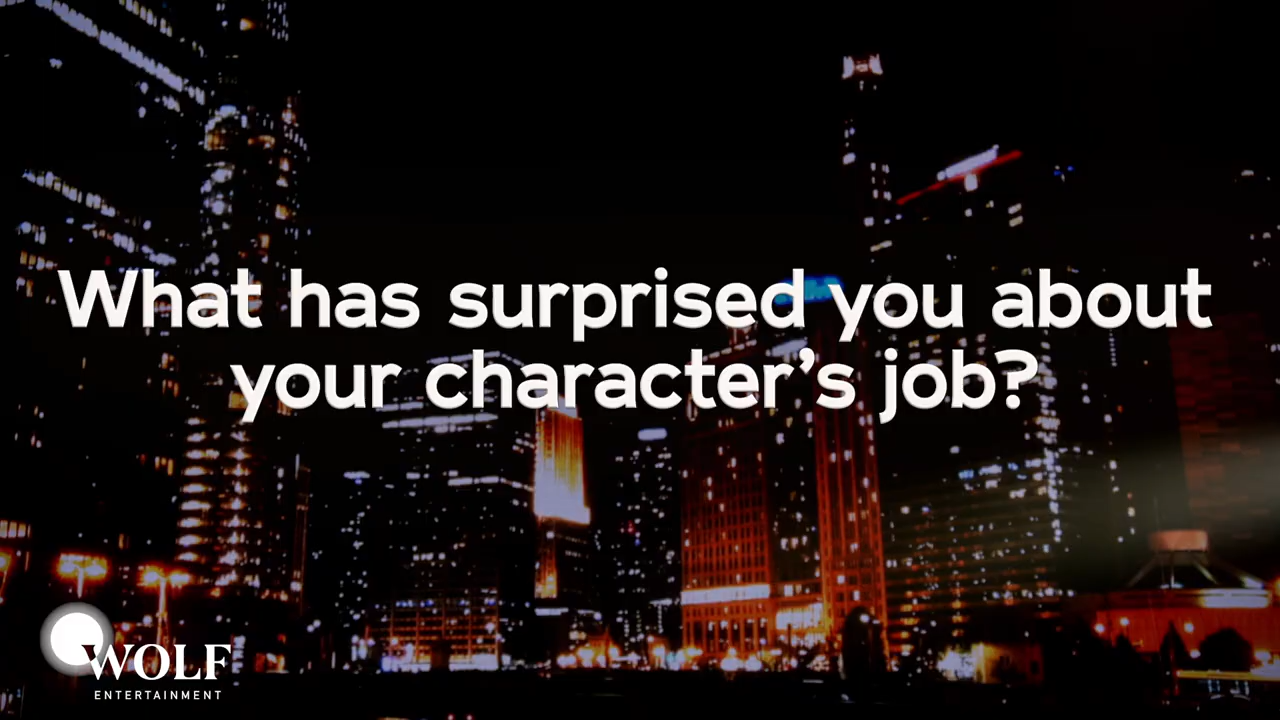 What has surprised you about
your character’s job?
WOLF
ENTERTAINMENT